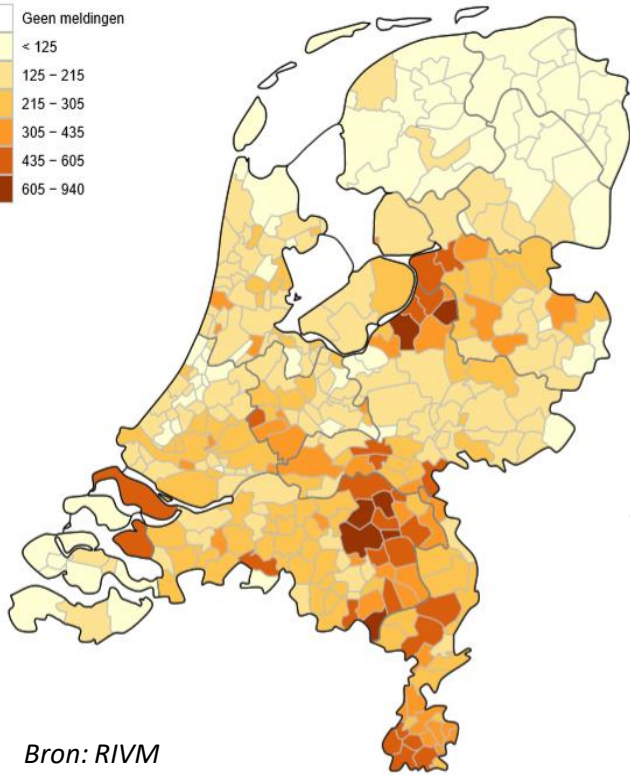 Geen meldingen
< 125
125 – 215
215 – 305
305 – 435
435 – 605
605 – 940
Bron: RIVM